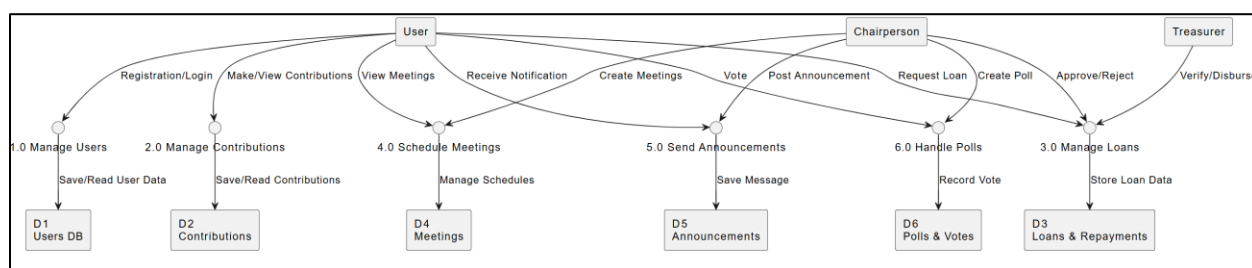 User
Chairperson
Treasurer
Registration/Login
Make/View Contributions
View Meetings
Receive Notification
Create Meetings
Vote
Post Announcement
Request Loan
Create Poll
Approve/Reject
Verify/Disburse
1.0 Manage Users
2.0 Manage Contributions
4.0 Schedule Meetings
5.0 Send Announcements
6.0 Handle Polls
3.0 Manage Loans
Save/Read User Data
Save/Read Contributions
Manage Schedules
Save Message
Record Vote
Store Loan Data
D1
Users DB
D2
Contributions
D4
Meetings
D5
Announcements
D6
Polls & Votes
D3
Loans & Repayments